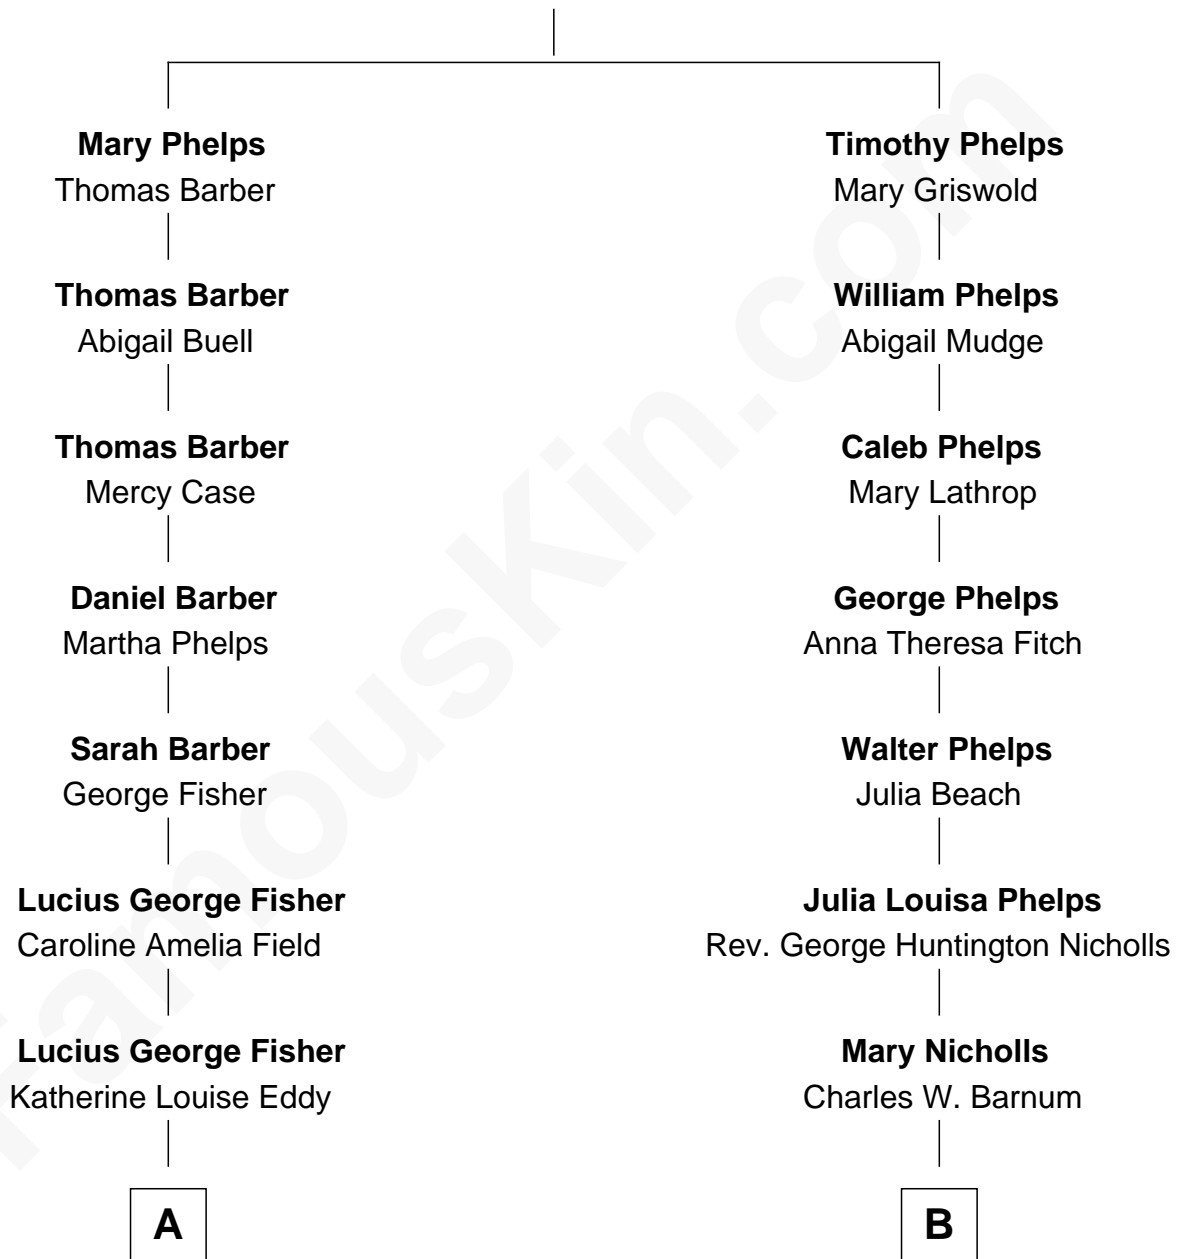 Mary Phelps
Thomas Barber
Thomas Barber
Abigail Buell
Thomas Barber
Mercy Case
Daniel Barber
Martha Phelps
Sarah Barber
George Fisher
Lucius George Fisher
Caroline Amelia Field
Lucius George Fisher
Katherine Louise Eddy
A
Timothy Phelps
Mary Griswold
William Phelps
Abigail Mudge
Caleb Phelps
Mary Lathrop
George Phelps
Anna Theresa Fitch
Walter Phelps
Julia Beach
Julia Louisa Phelps
Rev. George Huntington Nicholls
Mary Nicholls
Charles W. Barnum
B
FamousKin.com